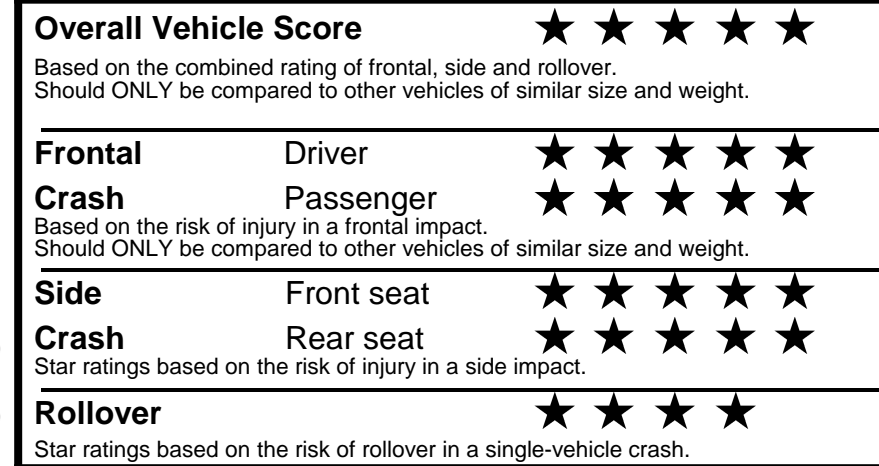 Overall Vehicle Score ★ ★ ★ ★ ★
Based on the combined rating of frontal, side and rollover.
Should ONLY be compared to other vehicles of similar size and weight.
Frontal Driver ★ ★ ★ ★ ★
Crash Passenger ★ ★ ★ ★ ★
Based on the risk of injury in a frontal impact.
Should ONLY be compared to other vehicles of similar size and weight.
Side Front seat ★ ★ ★ ★ ★
Crash Rear seat ★ ★ ★ ★ ★
Star ratings based on the risk of injury in a side impact.
Rollover ★ ★ ★ ★
Star ratings based on the risk of rollover in a single-vehicle crash.